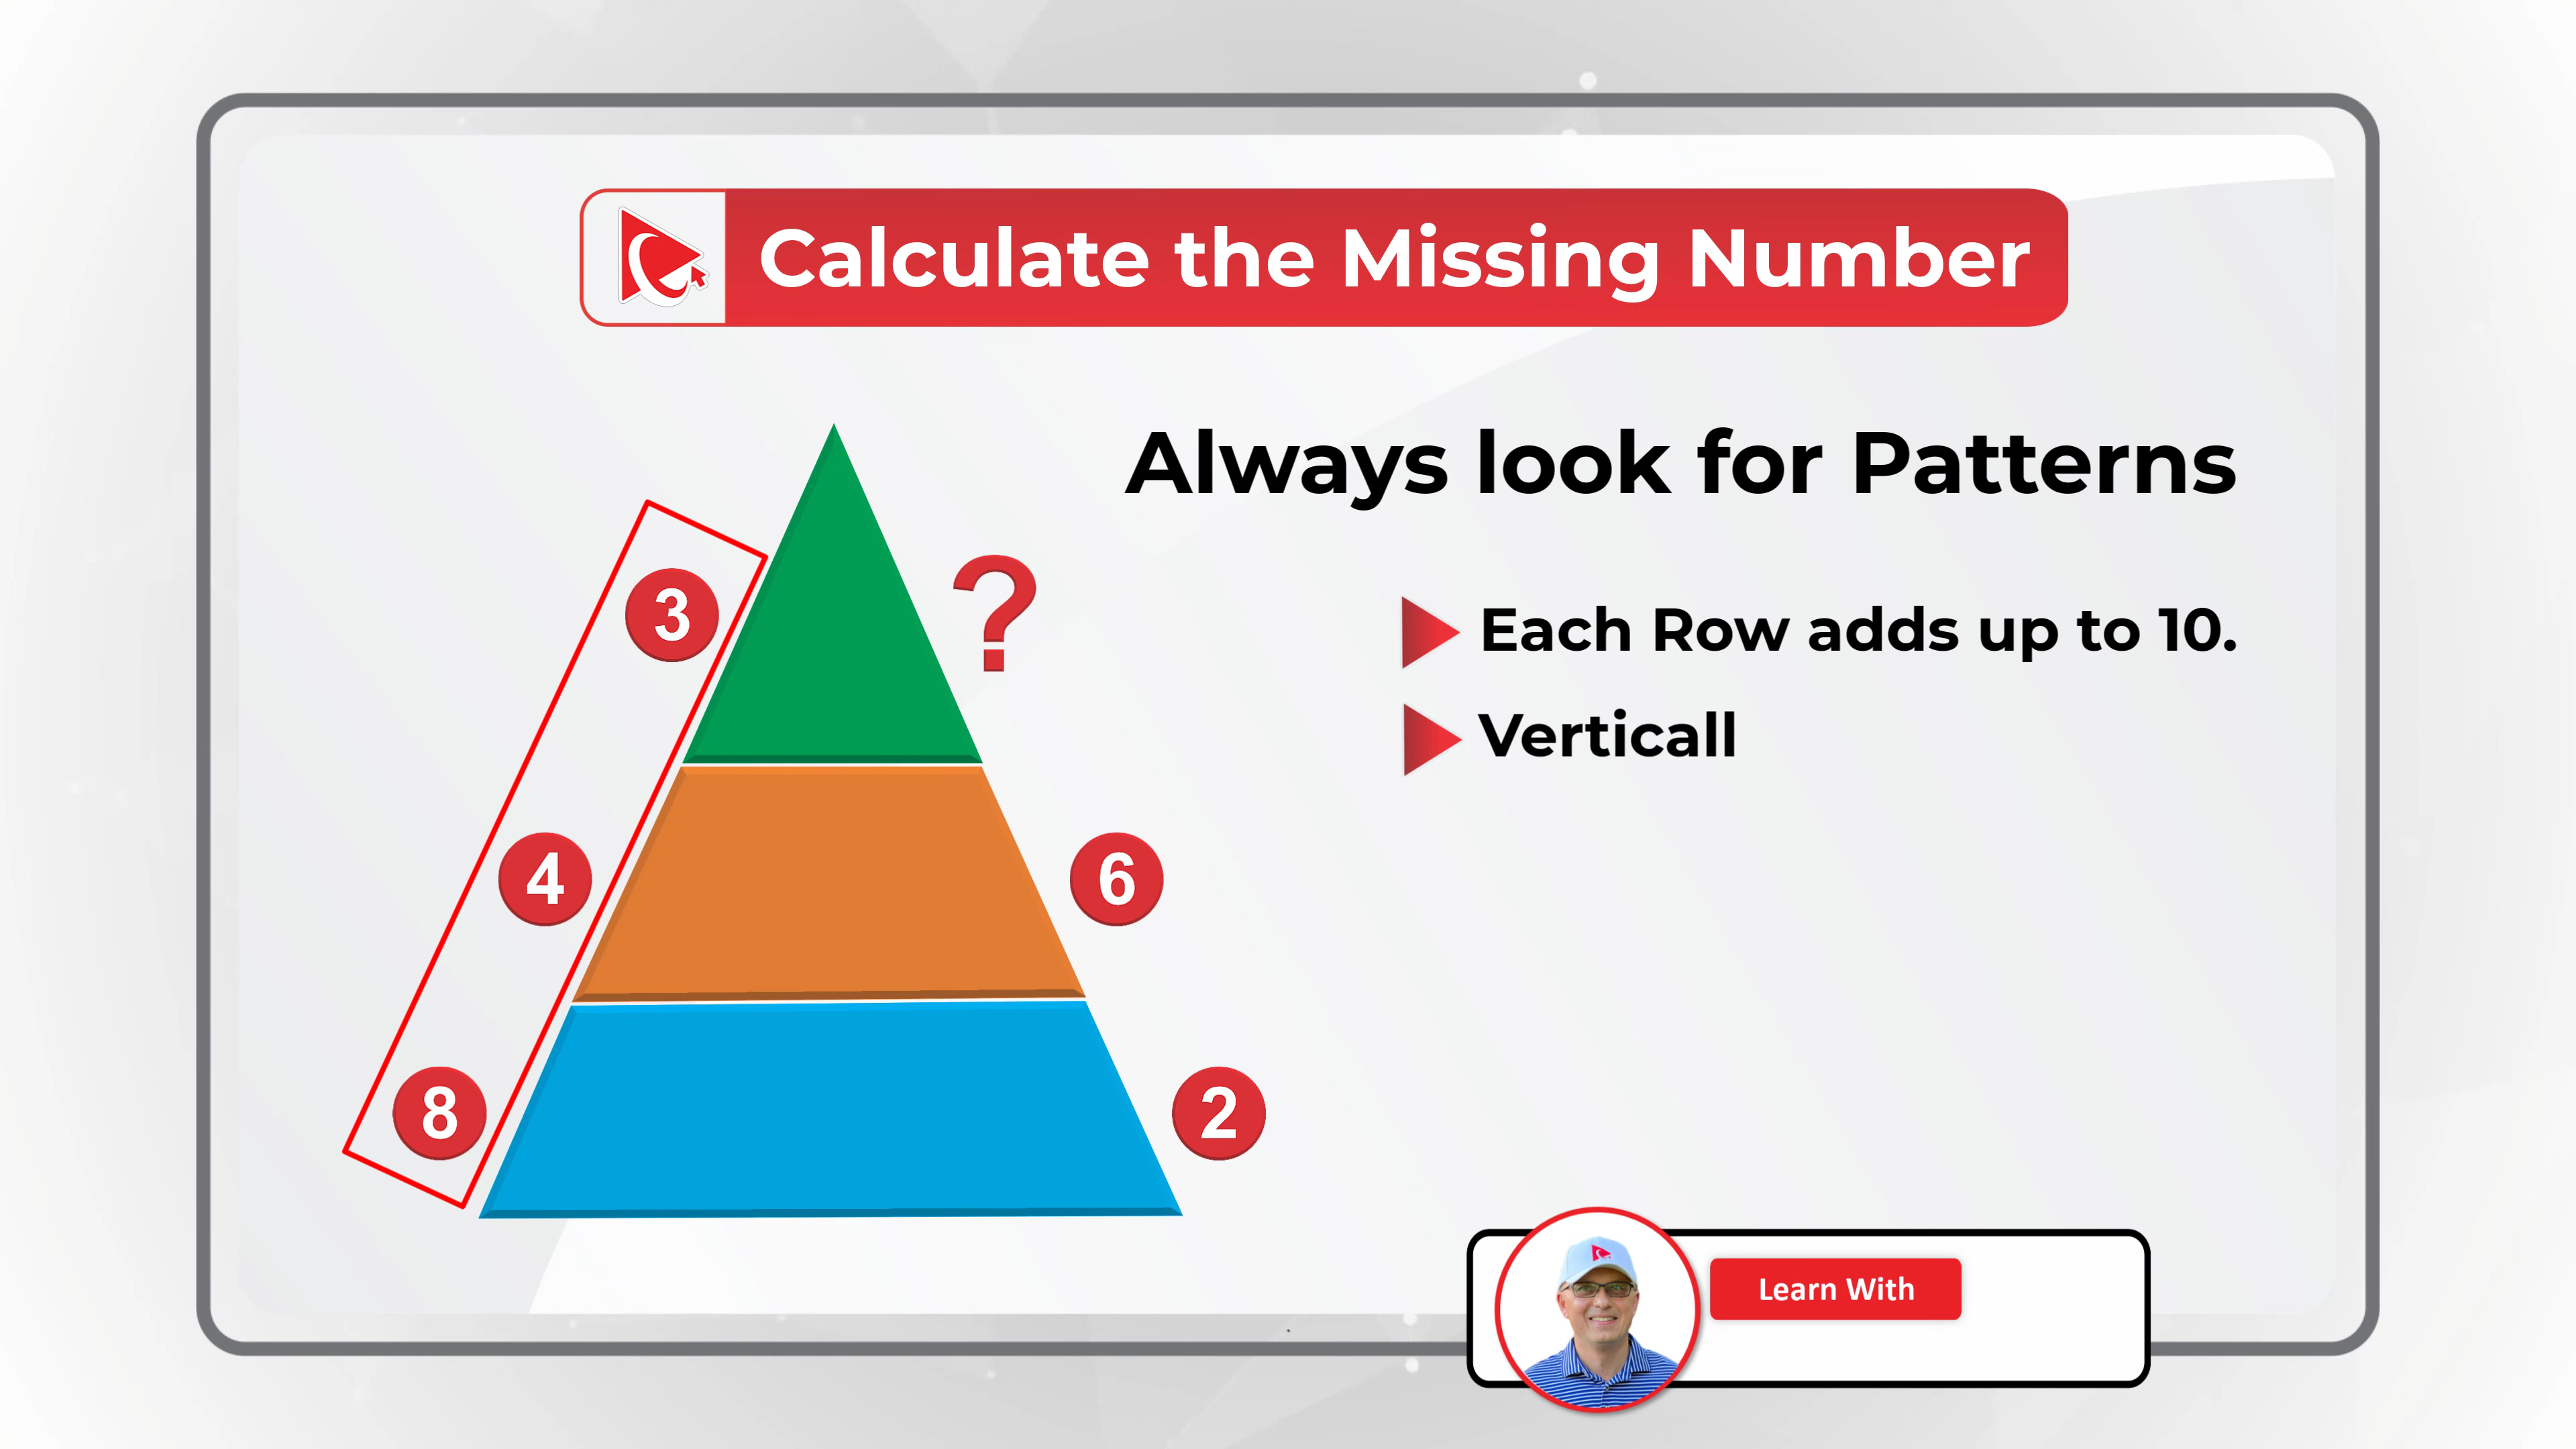 Calculate the Missing Number
Always look for Patterns
Each Row adds up to 10.
Verticall
3
?
4
6
8
2
Learn With